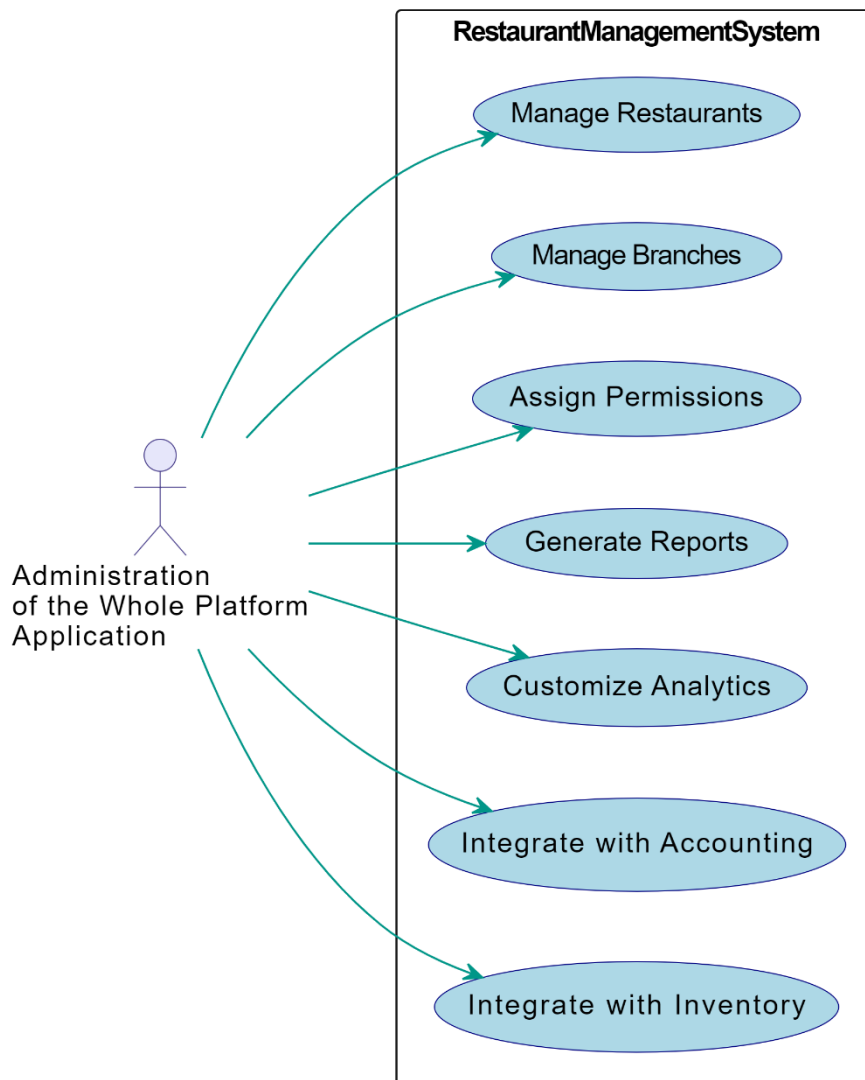 RestaurantManagementSystem
Manage Restaurants
Manage Branches
Assign Permissions
Generate Reports
Administration
of the Whole Platform
Application
Customize Analytics
Integrate with Accounting
Integrate with Inventory